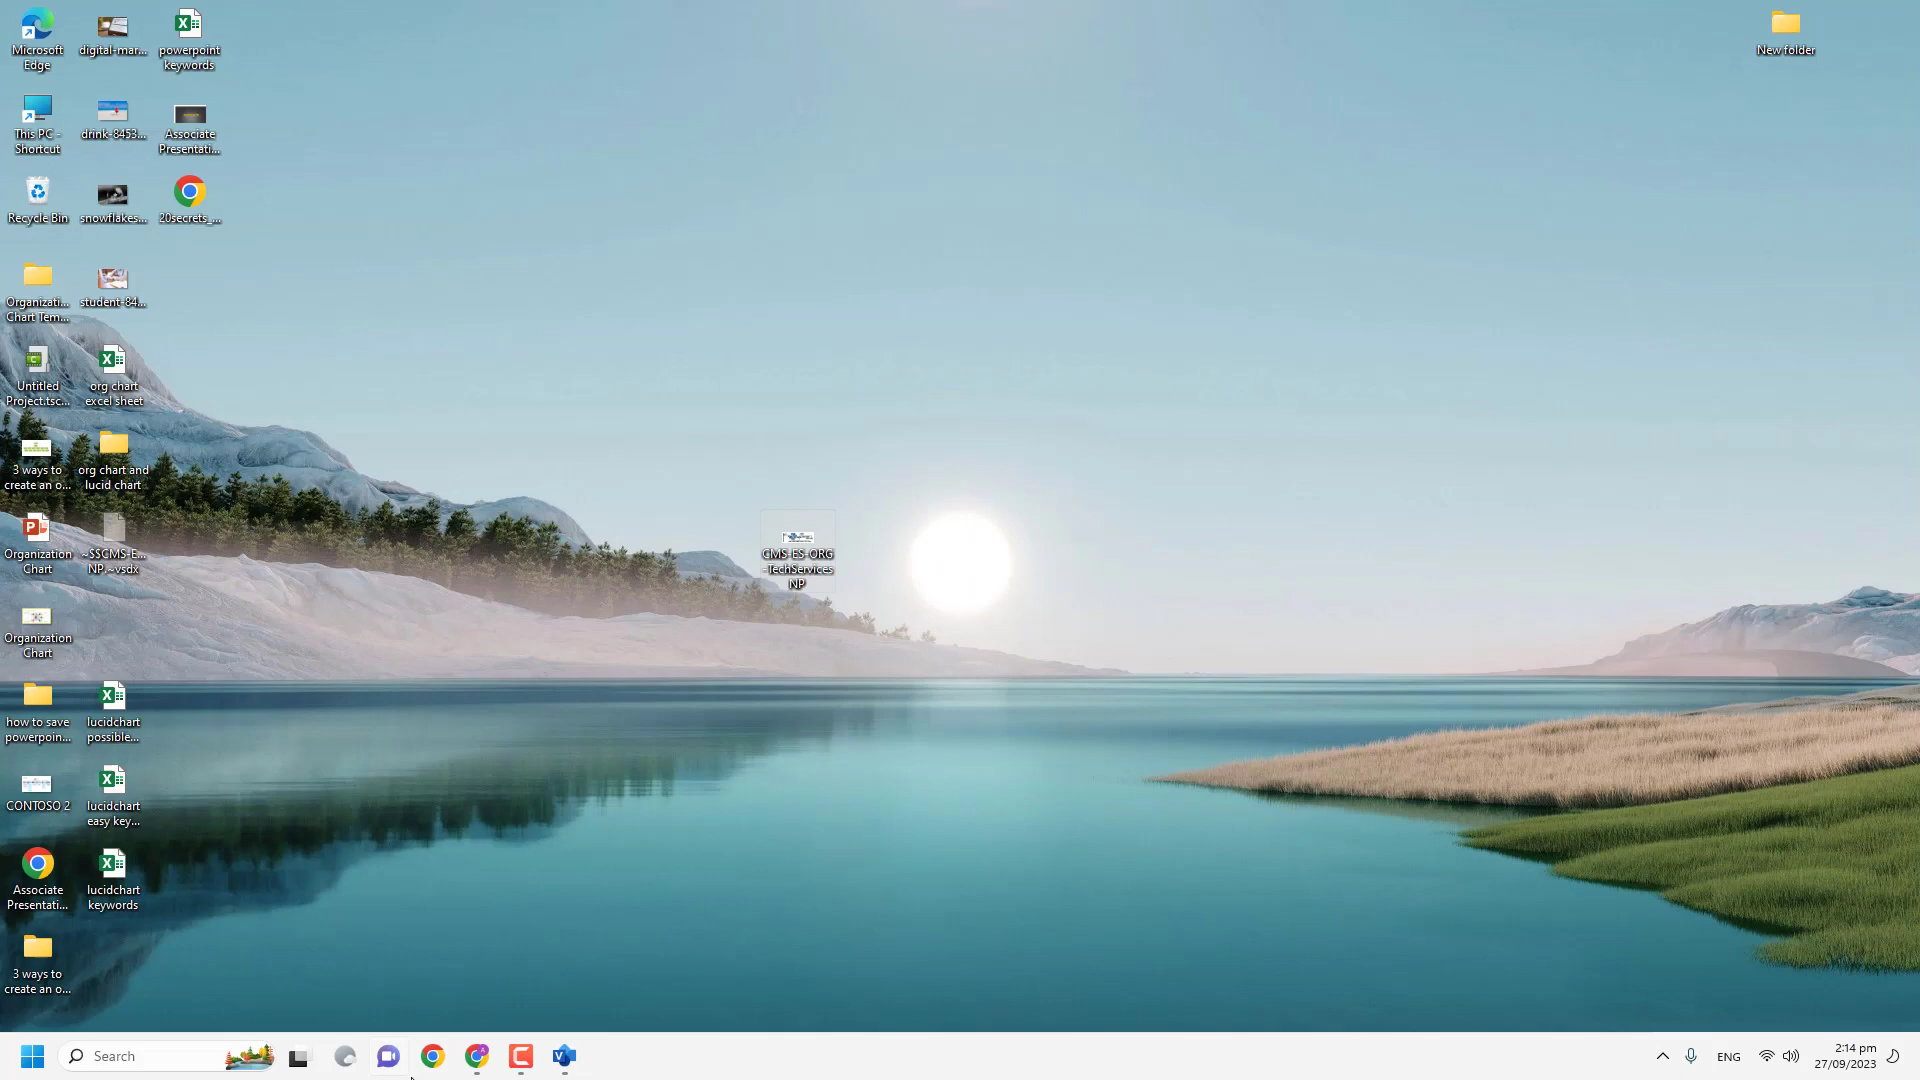 Microsoft
Edge
digital-mar...
powerpoint
keywords
New folder
This PC -
Shortcut
drink-8453...
Associate
Presentati...
Recycle Bin
snowflakes...
20secrets_...
Organizati...
Chart Tem...
student-84...
Untitled
Project.tsc...
org chart
excel sheet
3 ways to
create an o...
org chart and
lucid chart
Organization
Chart
~$SCMS-E...
NP.~vsdx
CMS-ES-ORG
-TechServices
NP
Organization
Chart
how to save
powerpoin...
lucidchart
possible...
CONTOSO 2
lucidchart
easy key...
Associate
Presentati...
lucidchart
keywords
3 ways to
create an o...
Search
ENG
2:14 pm
27/09/2023